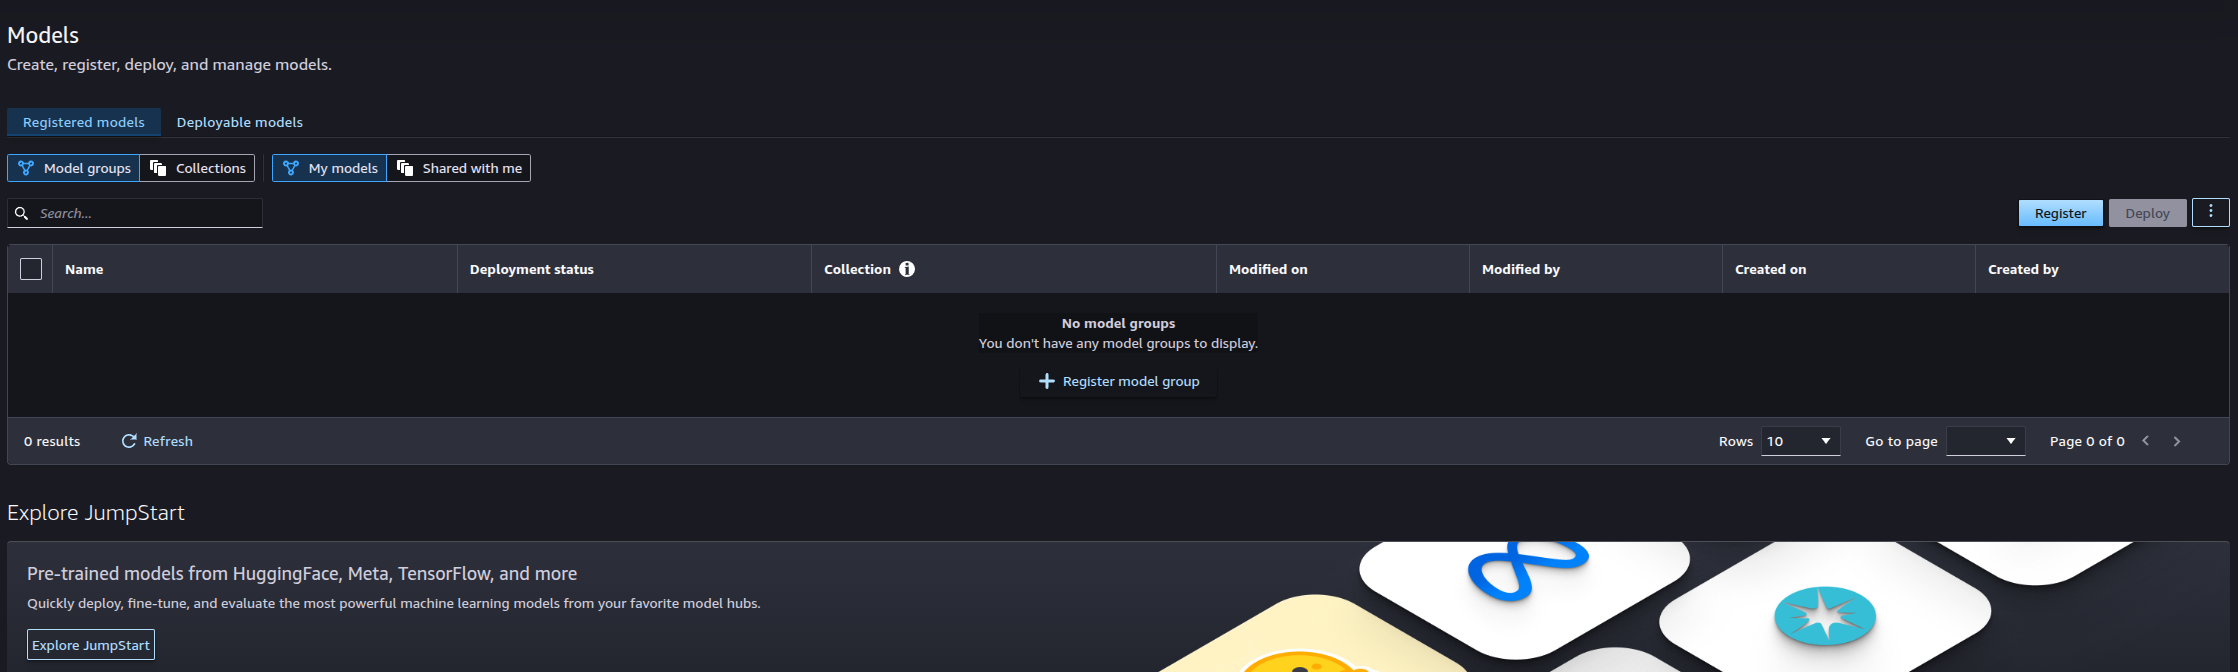 Models
Create, register, deploy, and manage models.
Registered models Deployable models
Model groups Collections My models Shared with me
Search... Register Deploy
Name Deployment status Collection Modified on Modified by Created on Created by
No model groups
You don't have any model groups to display.
Register model group
0 results Refresh Rows 10 Go to page Page 0 of 0
Explore JumpStart
Pre-trained models from HuggingFace, Meta, TensorFlow, and more
Quickly deploy, fine-tune, and evaluate the most powerful machine learning models from your favorite model hubs.
Explore JumpStart